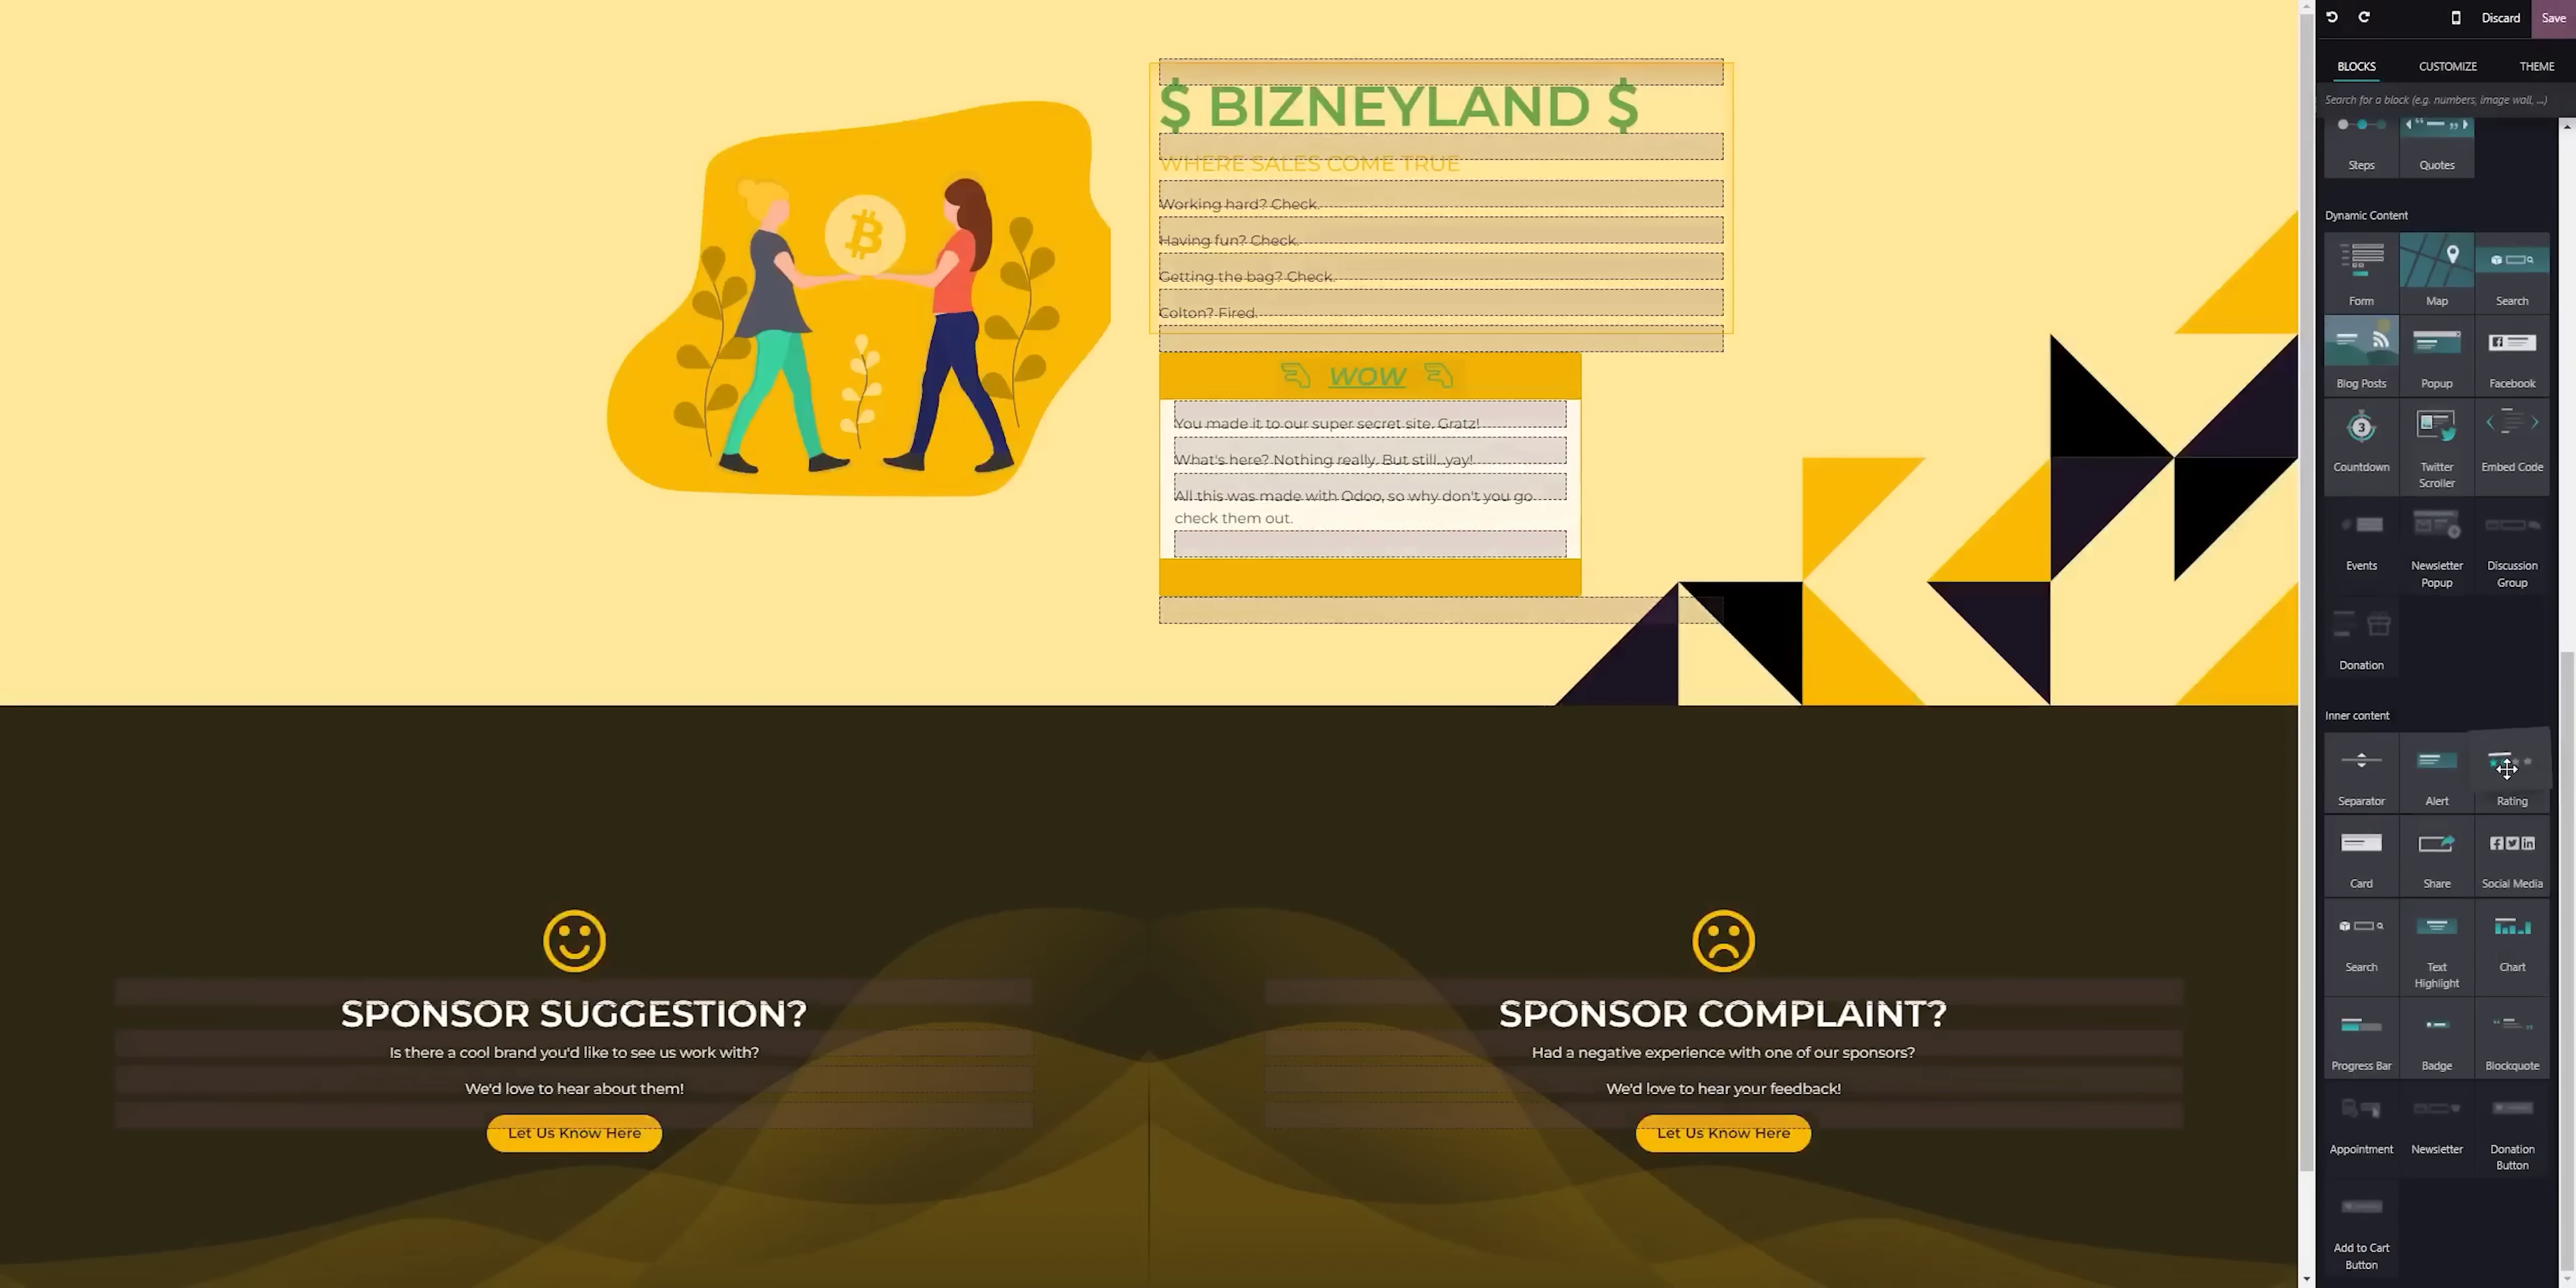 Discard Save
BLOCKS CUSTOMIZE THEME
Search for a block (e.g. numbers, image wall, ...)
$ BIZNEYLAND $
WHERE SALES COME TRUE
Working hard? Check.
Having fun? Check.
Getting the bag? Check.
Colton? Fired.
WOW
You made it to our super secret site. Gratz!
What's here? Nothing really. But still...yay!
All this was made with Odoo, so why don't you go
check them out.
SPONSOR SUGGESTION?
Is there a cool brand you'd like to see us work with?
We'd love to hear about them!
Let Us Know Here
SPONSOR COMPLAINT?
Had a negative experience with one of our sponsors?
We'd love to hear your feedback!
Let Us Know Here
Steps Quotes
Dynamic Content
Form Map Search
Blog Posts Popup Facebook
3
Countdown Twitter Scroller Embed Code
Events Newsletter Popup Discussion Group
Donation
Inner content
Separator Alert Rating
Card Share Social Media
Search Text Highlight Chart
Progress Bar Badge Blockquote
Appointment Newsletter Donation Button
Add to Cart Button